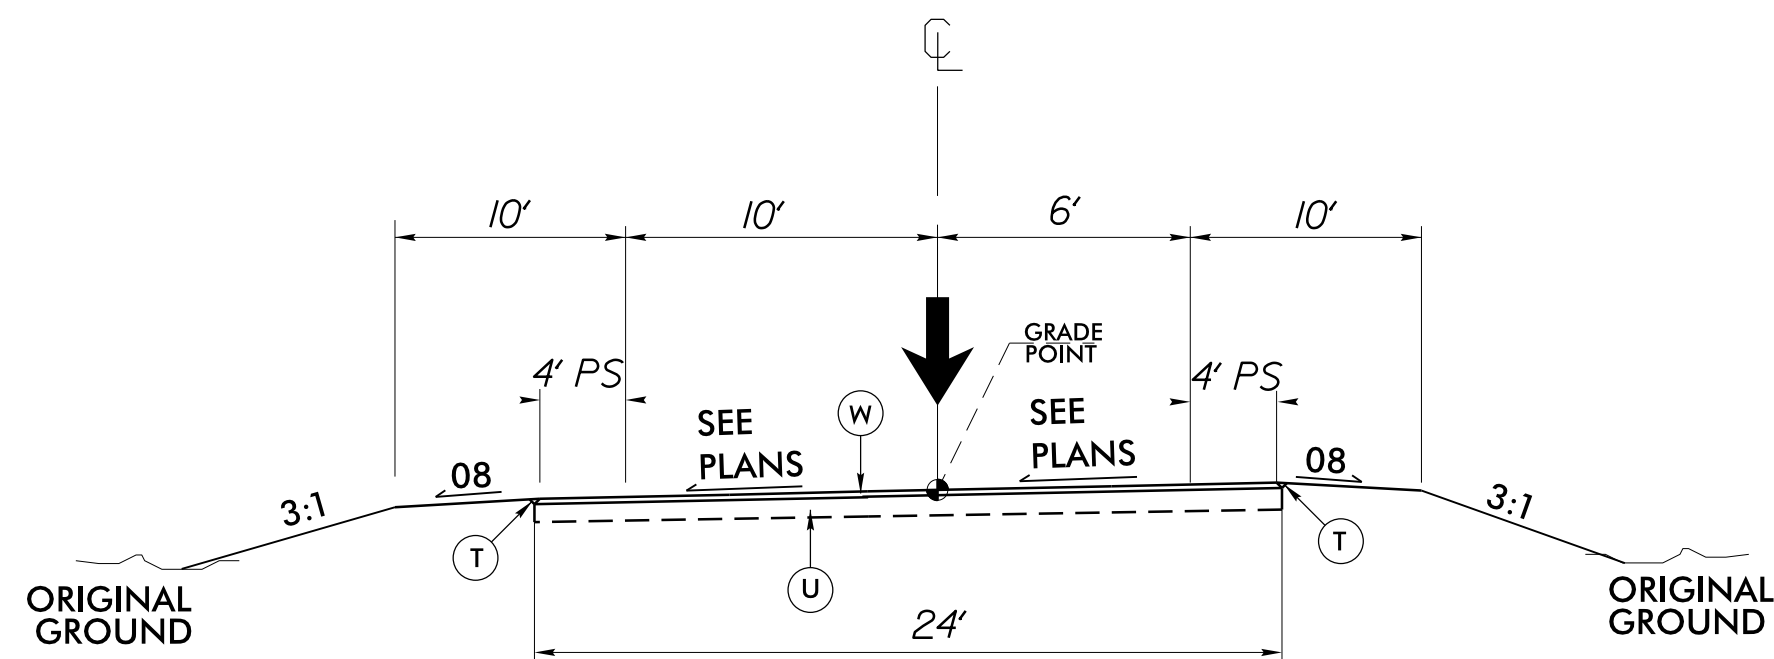 ℄
10'
10'
6'
10'
GRADE
POINT
4' PS
4' PS
SEE
PLANS
W
SEE
PLANS
08
08
3:1
3:1
T
T
U
ORIGINAL
GROUND
ORIGINAL
GROUND
24'